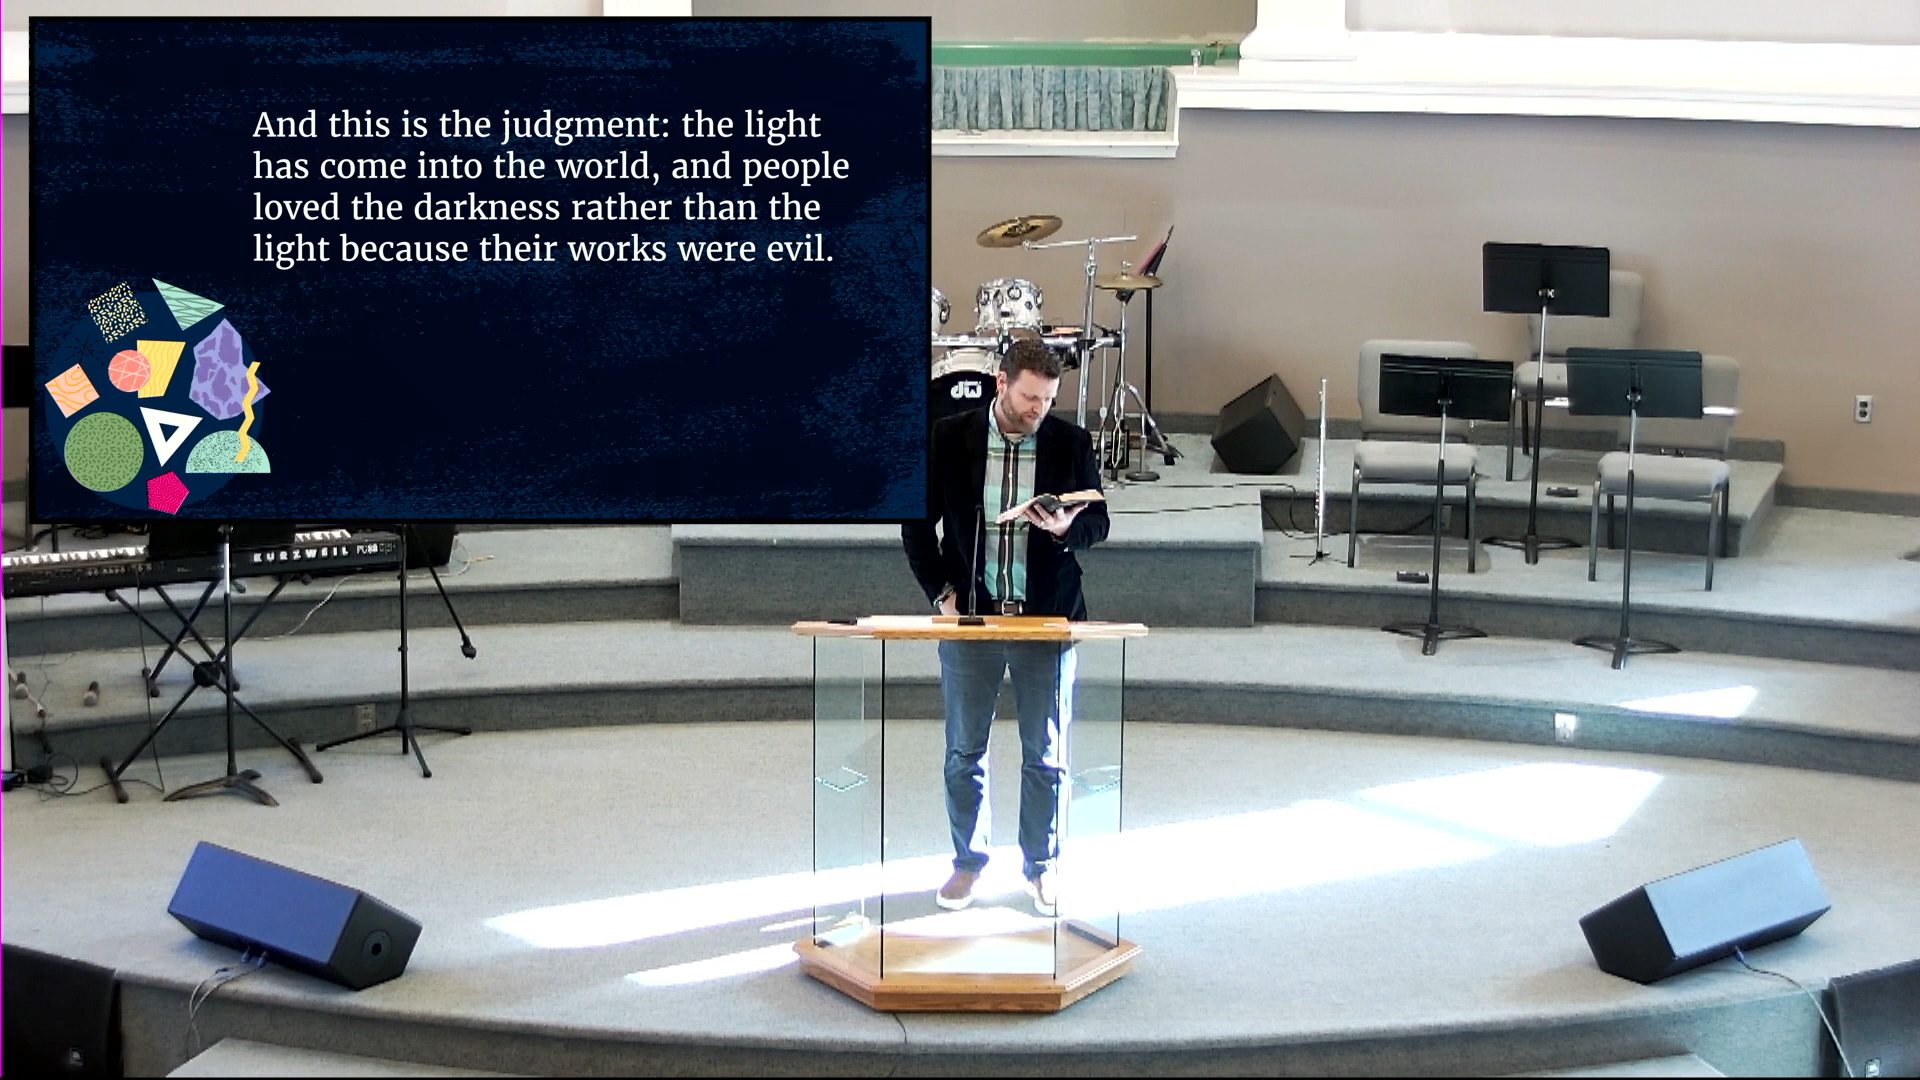 And this is the judgment: the light
has come into the world, and people
loved the darkness rather than the
light because their works were evil.
dw
KURZWEIL